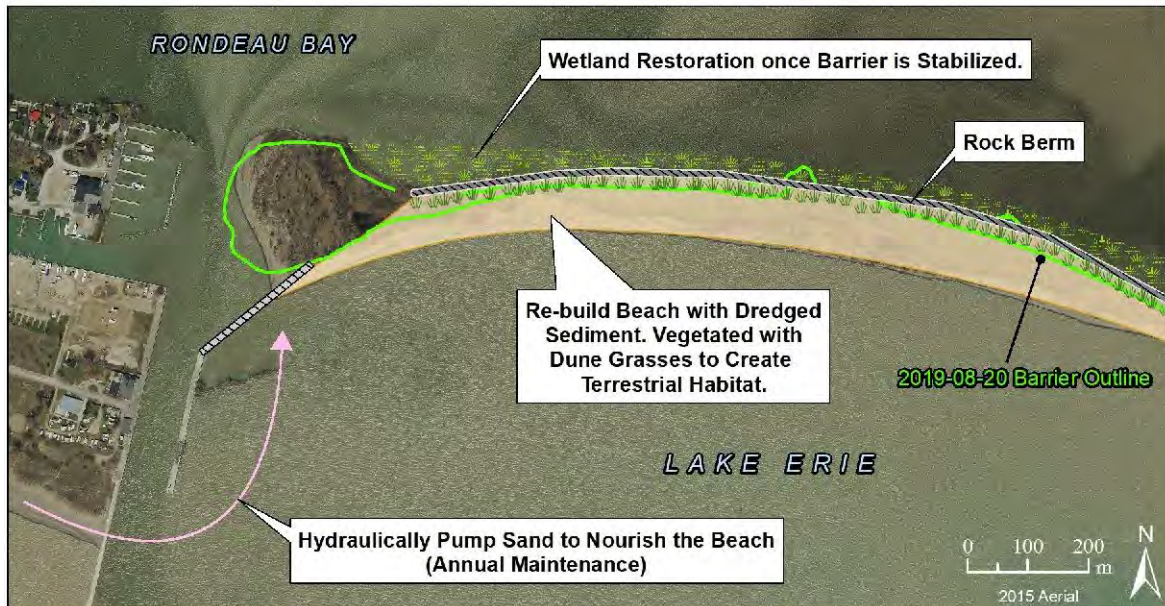 RONDEAU BAY
Wetland Restoration once Barrier is Stabilized.
Rock Berm
Re-build Beach with Dredged
Sediment. Vegetated with
Dune Grasses to Create
Terrestrial Habitat.
2019-08-20 Barrier Outline
LAKE ERIE
Hydraulically Pump Sand to Nourish the Beach
(Annual Maintenance)
0 100 200
m
N
2015 Aerial